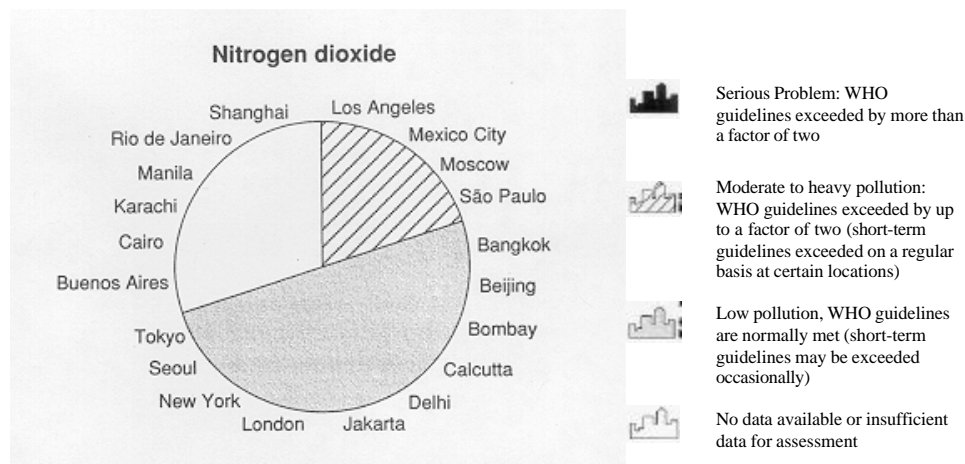 Nitrogen dioxide
Shanghai
Los Angeles
Rio de Janeiro
Mexico City
Manila
Moscow
Karachi
São Paulo
Cairo
Bangkok
Buenos Aires
Beijing
Tokyo
Bombay
Seoul
Calcutta
New York
Delhi
London
Jakarta
Serious Problem: WHO
guidelines exceeded by more than
a factor of two
Moderate to heavy pollution:
WHO guidelines exceeded by up
to a factor of two (short-term
guidelines exceeded on a regular
basis at certain locations)
Low pollution, WHO guidelines
are normally met (short-term
guidelines may be exceeded
occasionally)
No data available or insufficient
data for assessment